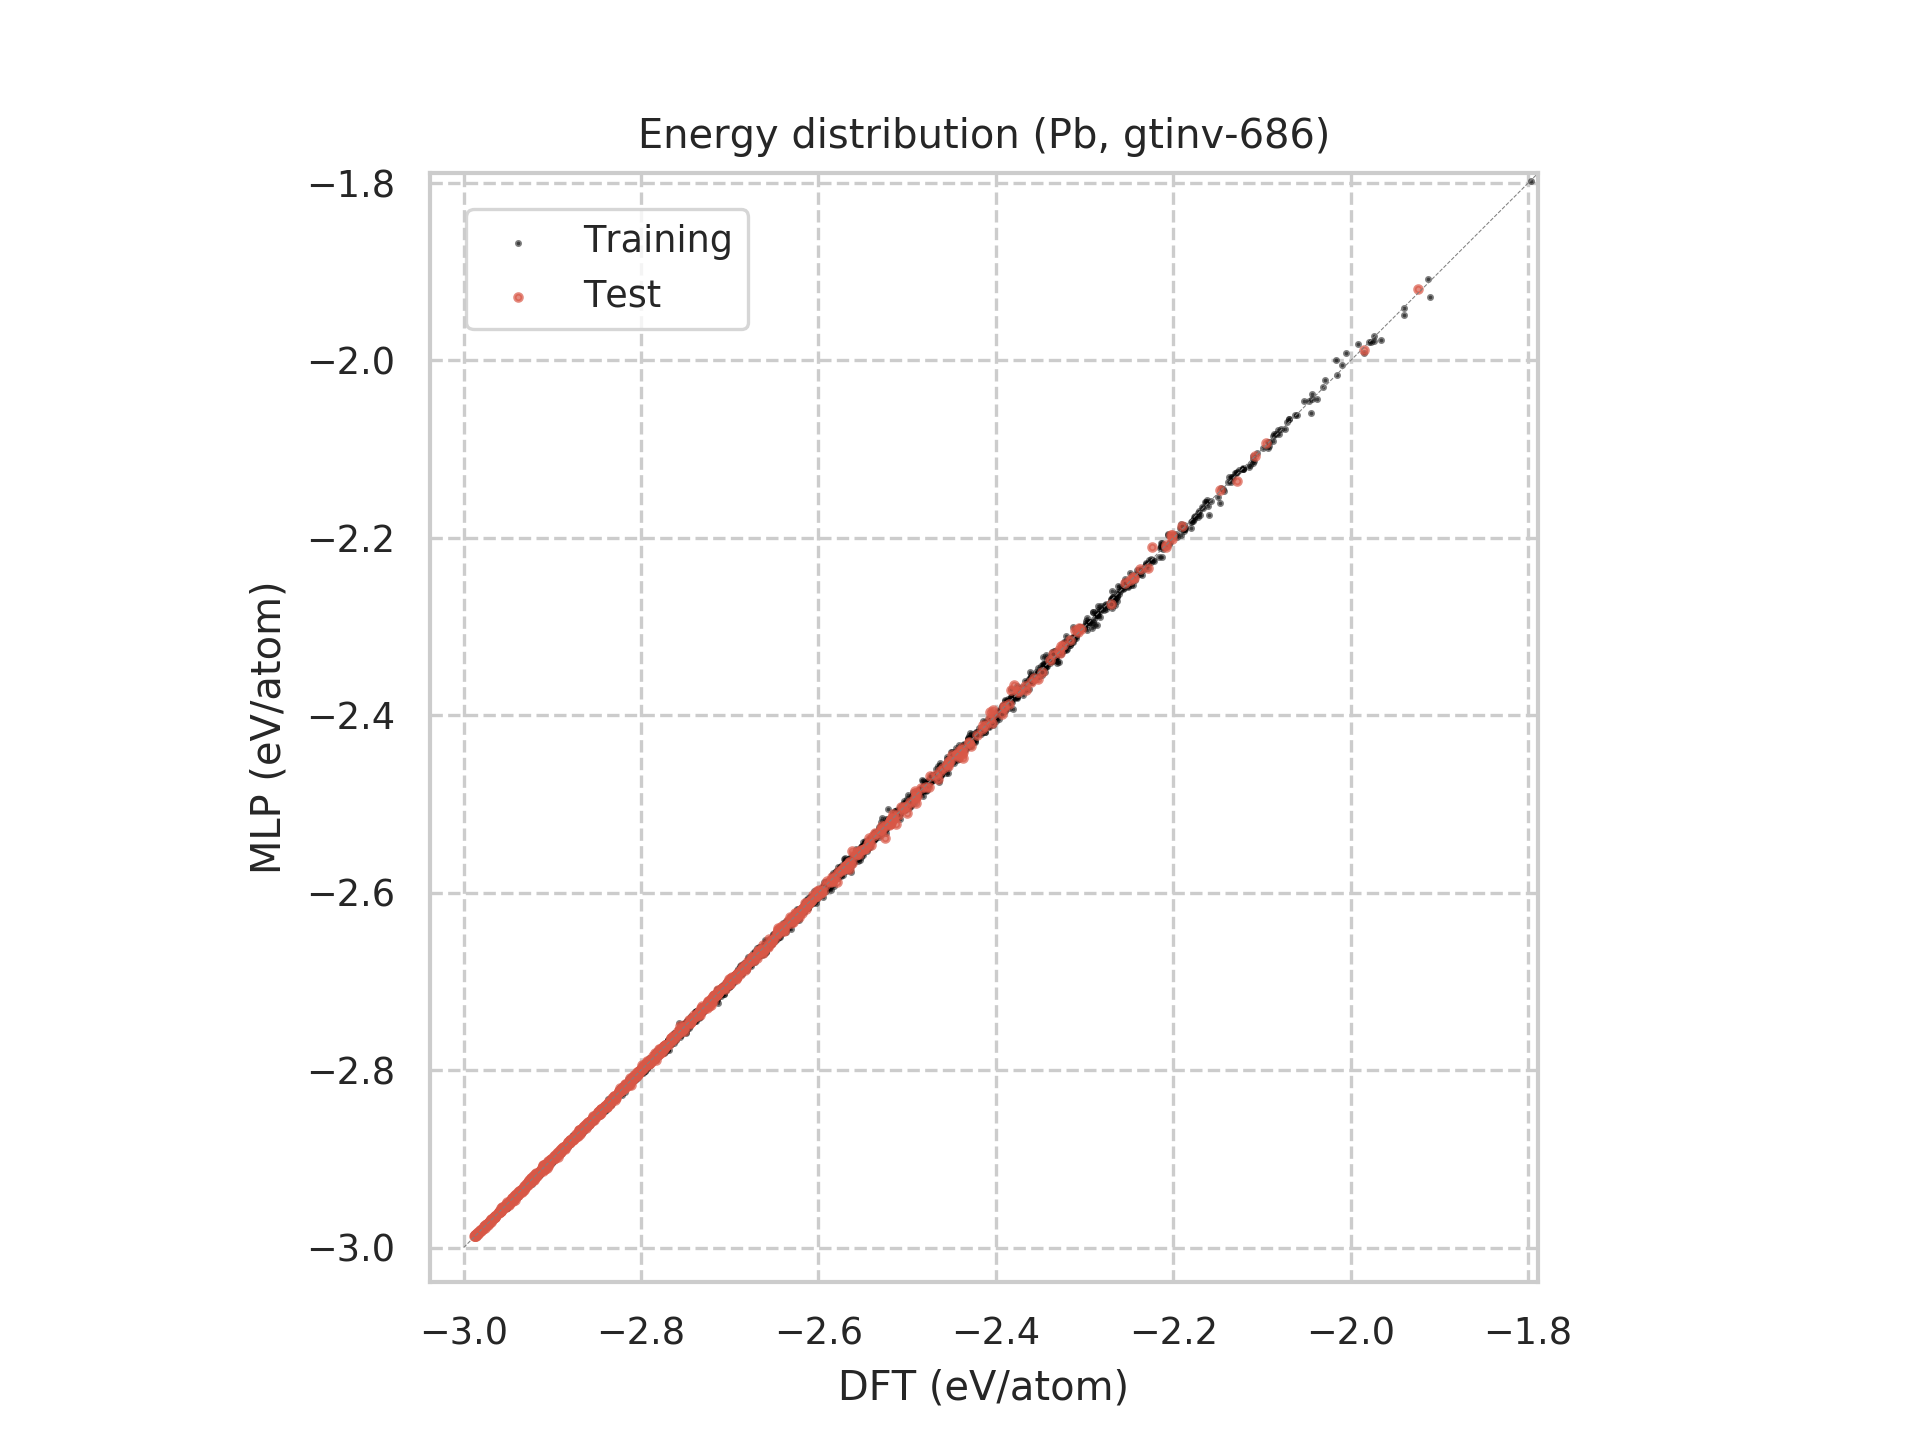 Energy distribution (Pb, gtinv-686)
Training
Test
MLP (eV/atom)
−1.8
−2.0
−2.2
−2.4
−2.6
−2.8
−3.0
−3.0 −2.8 −2.6 −2.4 −2.2 −2.0 −1.8
DFT (eV/atom)